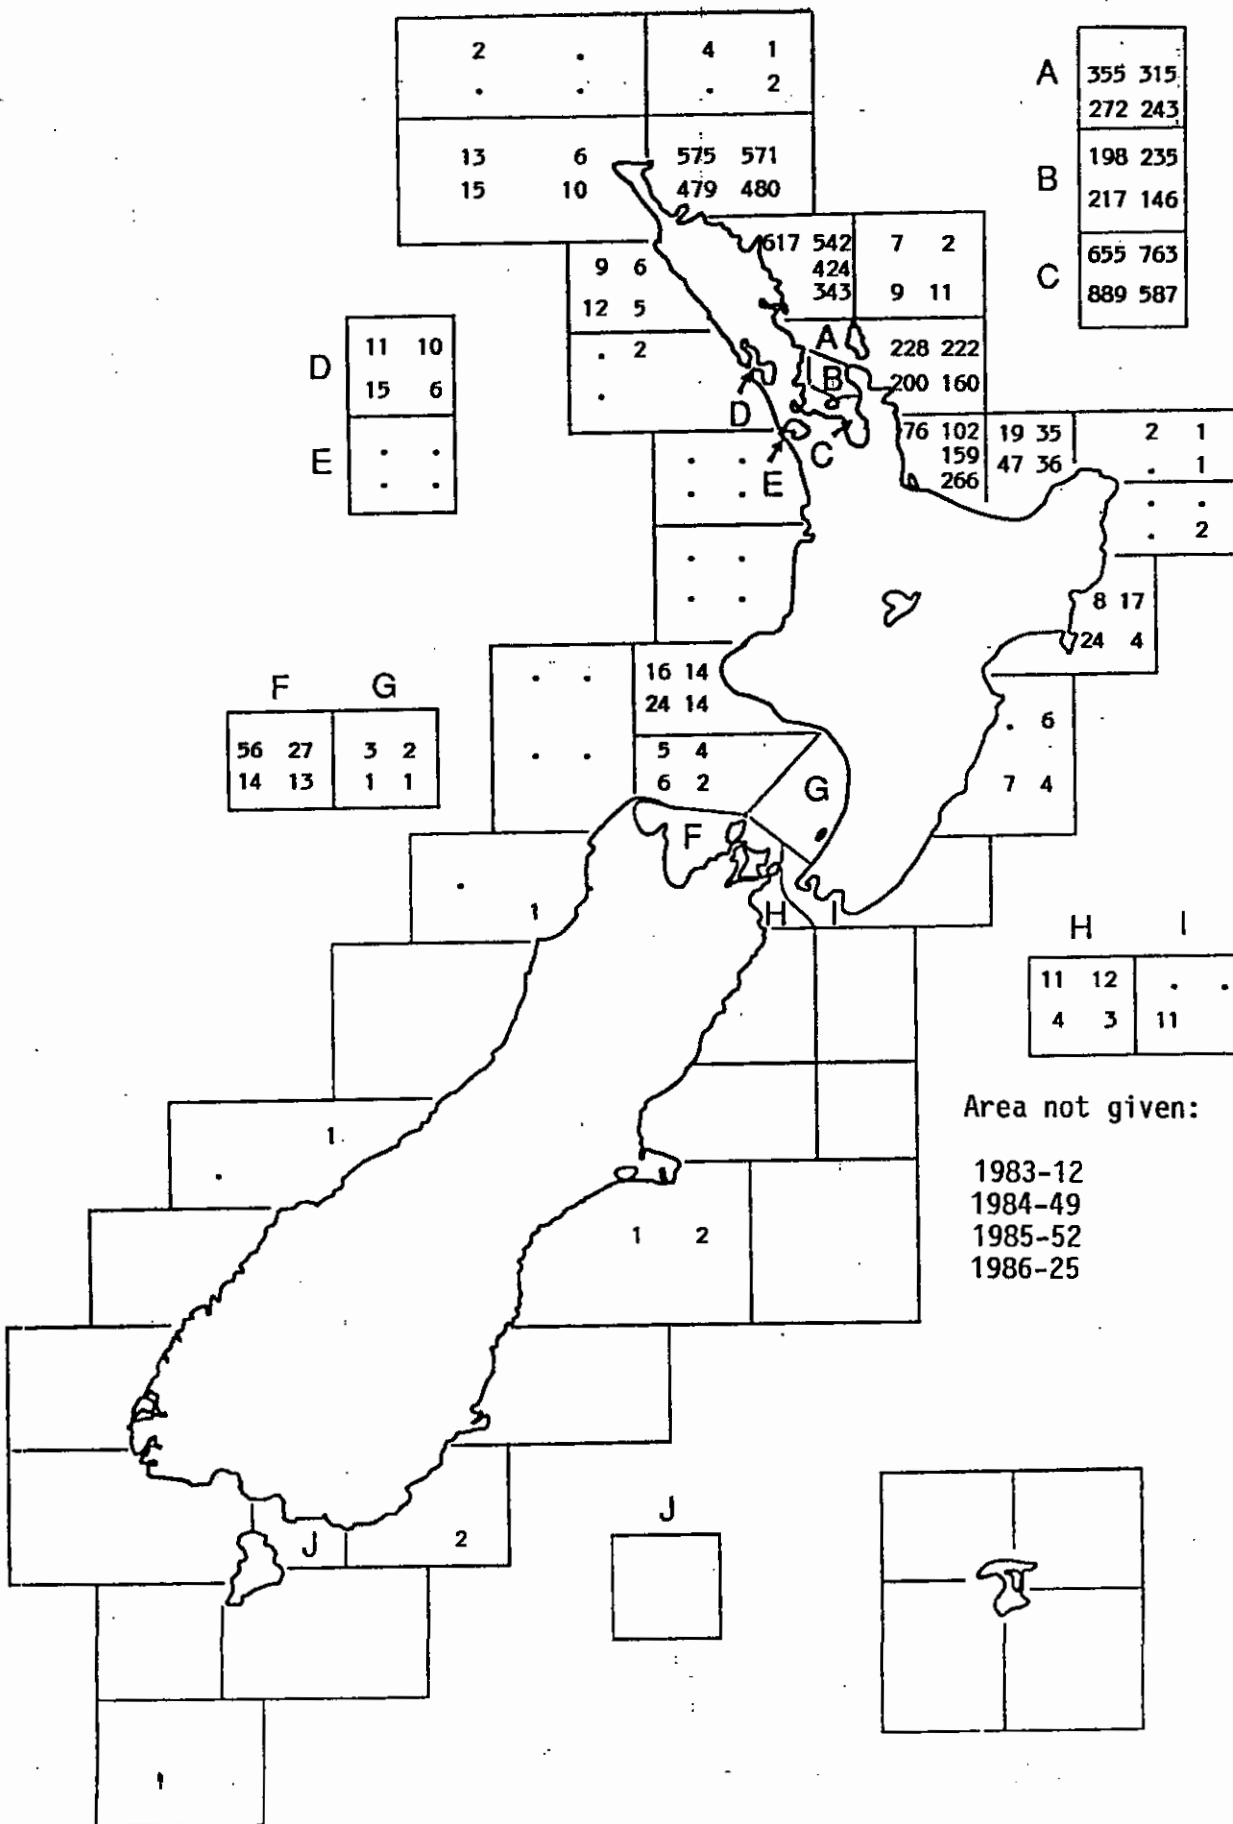 2 . 4 1
. . . 2
13 6 575 571
15 10 479 480
A
355 315
272 243
B
198 235
217 146
C
655 763
889 587
617 542 7 2
424
343 9 11
9 6
12 5
. 2
.
A 228 222
B 200 160
D
C
E
D
11 10
15 6
E
. .
. .
76 102 19 35 2 1
159 47 36 . 1
266
. .
. 2
. .
. .
. .
. .
8 17
24 4
. .
. .
16 14
24 14
5 4
6 2
. 6
7 4
F G
56 27 3 2
14 13 1 1
G
F
H I
.
1
H I
11 12 . .
4 3 11
Area not given:
1983-12
1984-49
1985-52
1986-25
1
.
1 2
J 2
J
1